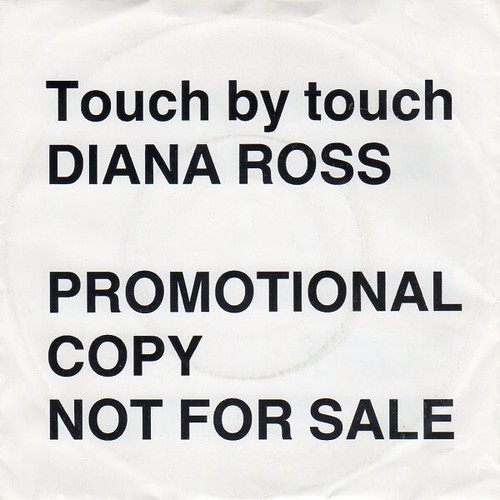 Touch by touch
DIANA ROSS
PROMOTIONAL
COPY
NOT FOR SALE